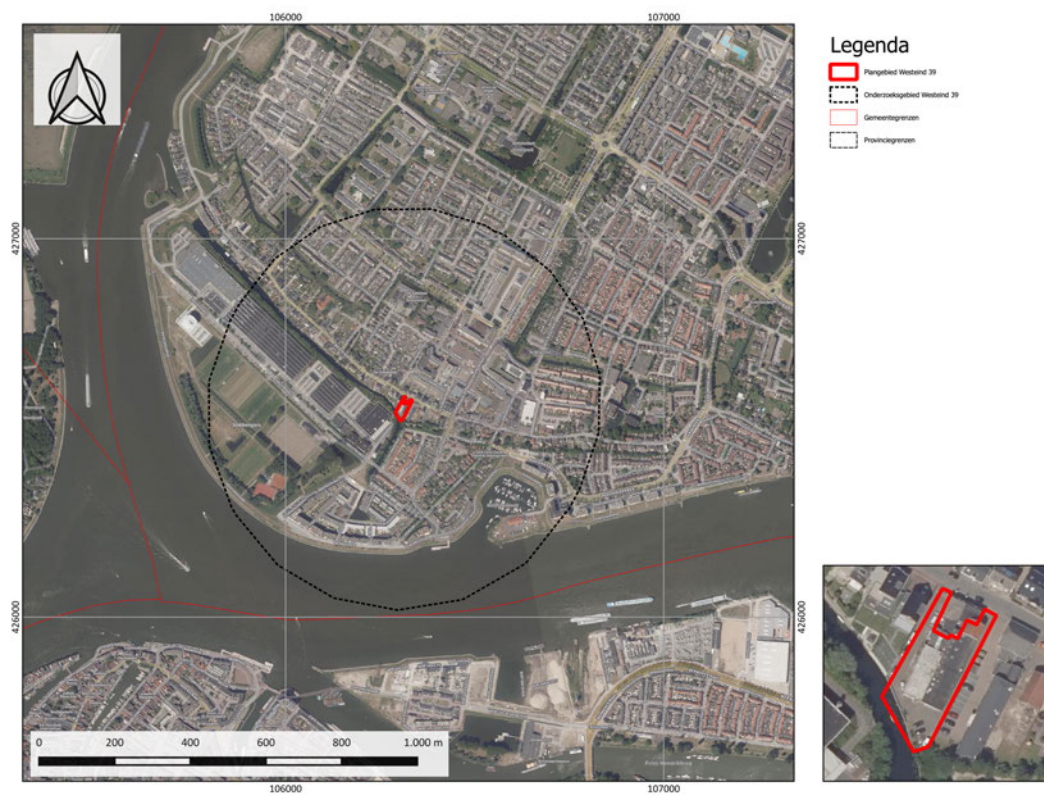 106000
107000
Legenda
Plangebied Westeind 39
Onderzoeksgebied Westeind 39
Gemeentegrenzen
Provinciegrenzen
427000
427000
426000
426000
0 200 400 600 800 1.000 m
106000
107000